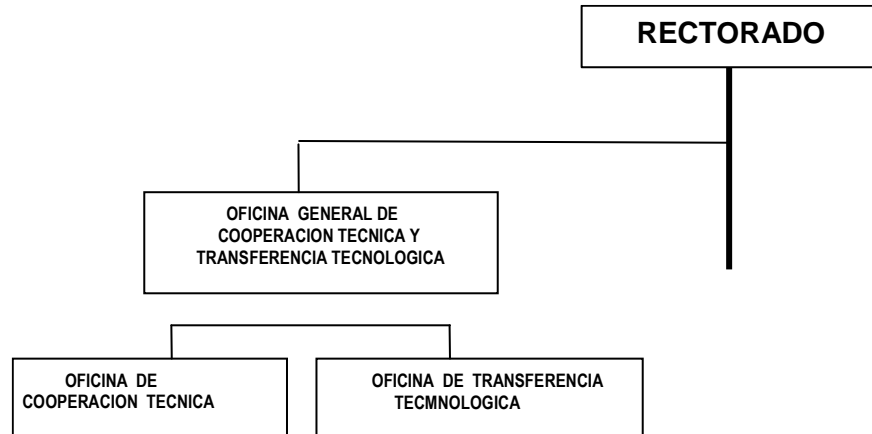 RECTORADO
OFICINA GENERAL DE
COOPERACION TECNICA Y
TRANSFERENCIA TECNOLOGICA
OFICINA DE
COOPERACION TECNICA
OFICINA DE TRANSFERENCIA
TECMNOLOGICA